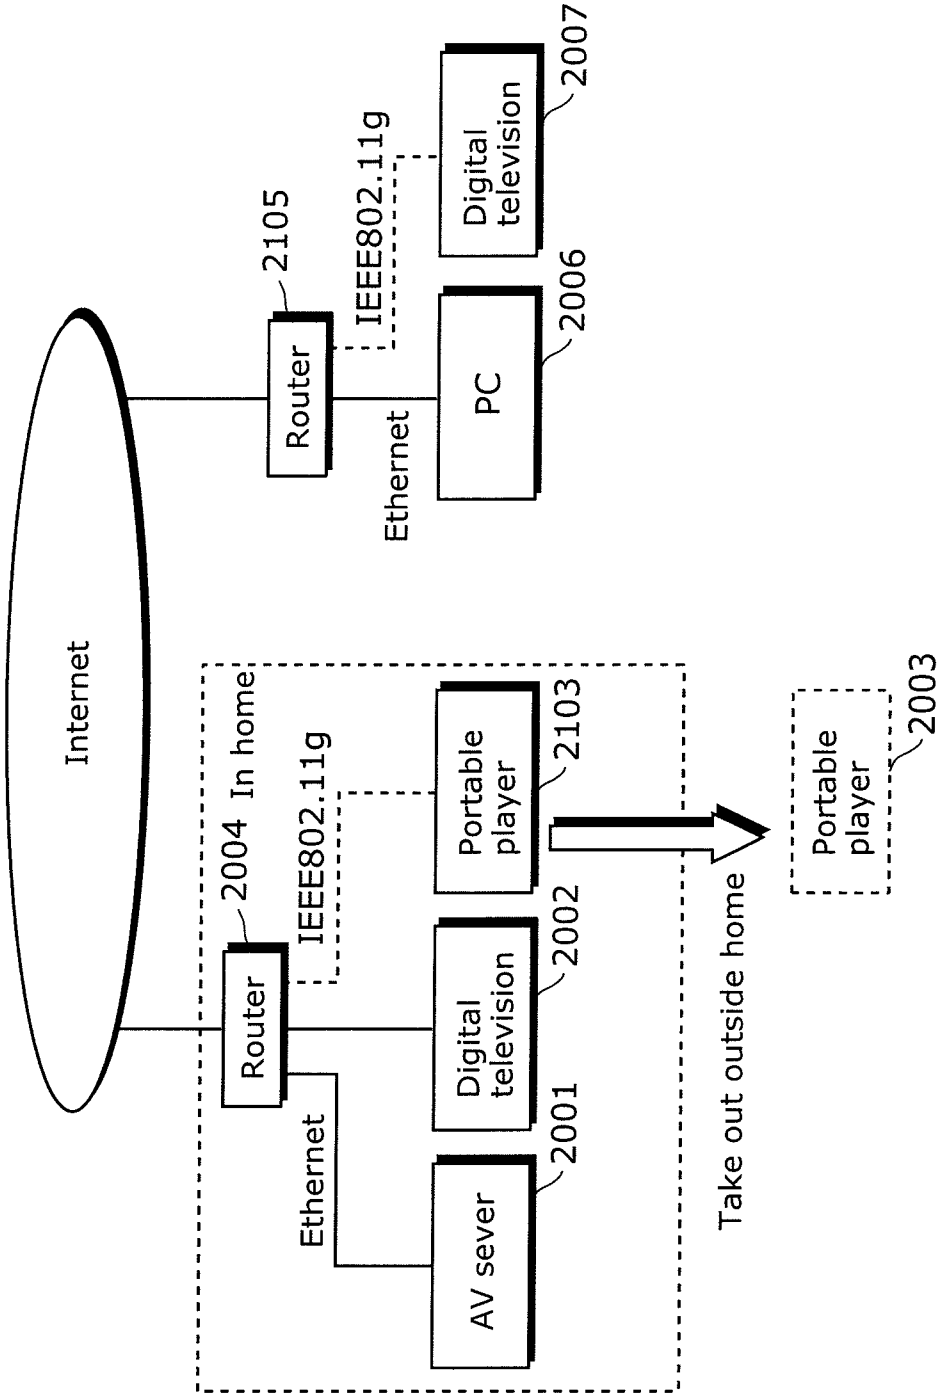 Internet
2004
In home
Router
IEEE802.11g
Ethernet
AV sever
2001
Digital
television
2002
Portable
player
2103
Take out outside home
Portable
player
2003
2105
Router
IEEE802.11g
Ethernet
PC
2006
Digital
television
2007